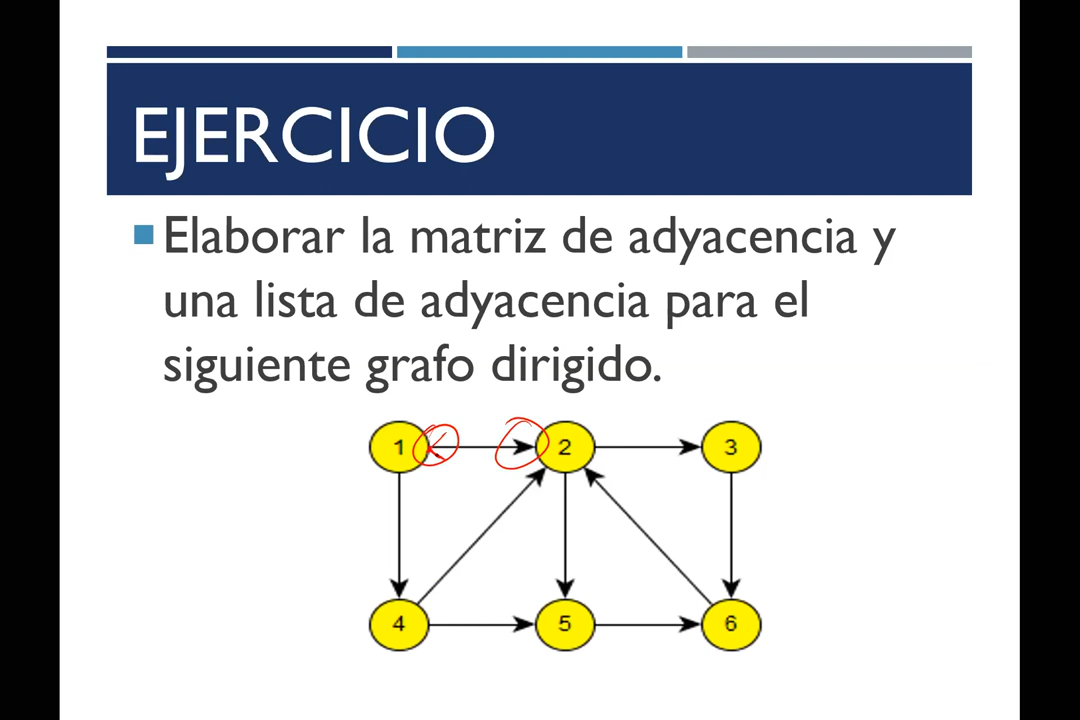 EJERCICIO
Elaborar la matriz de adyacencia y
una lista de adyacencia para el
siguiente grafo dirigido.
1 2 3
4 5 6